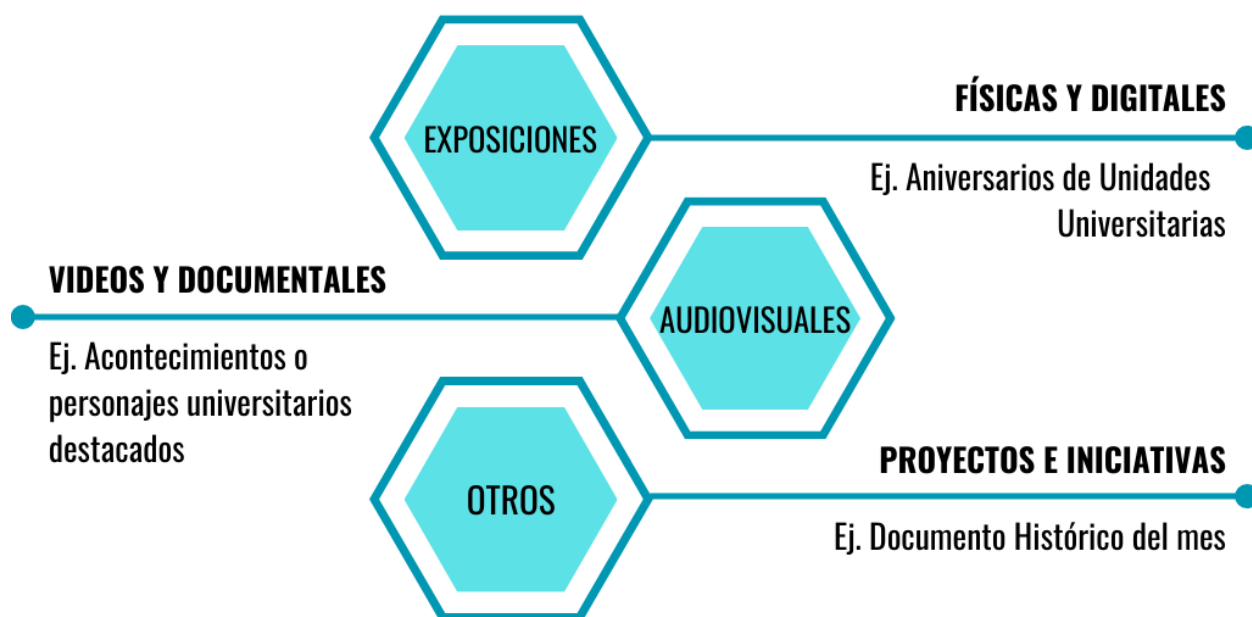 EXPOSICIONES
FÍSICAS Y DIGITALES
Ej. Aniversarios de Unidades
Universitarias
AUDIOVISUALES
VIDEOS Y DOCUMENTALES
Ej. Acontecimientos o
personajes universitarios
destacados
OTROS
PROYECTOS E INICIATIVAS
Ej. Documento Histórico del mes